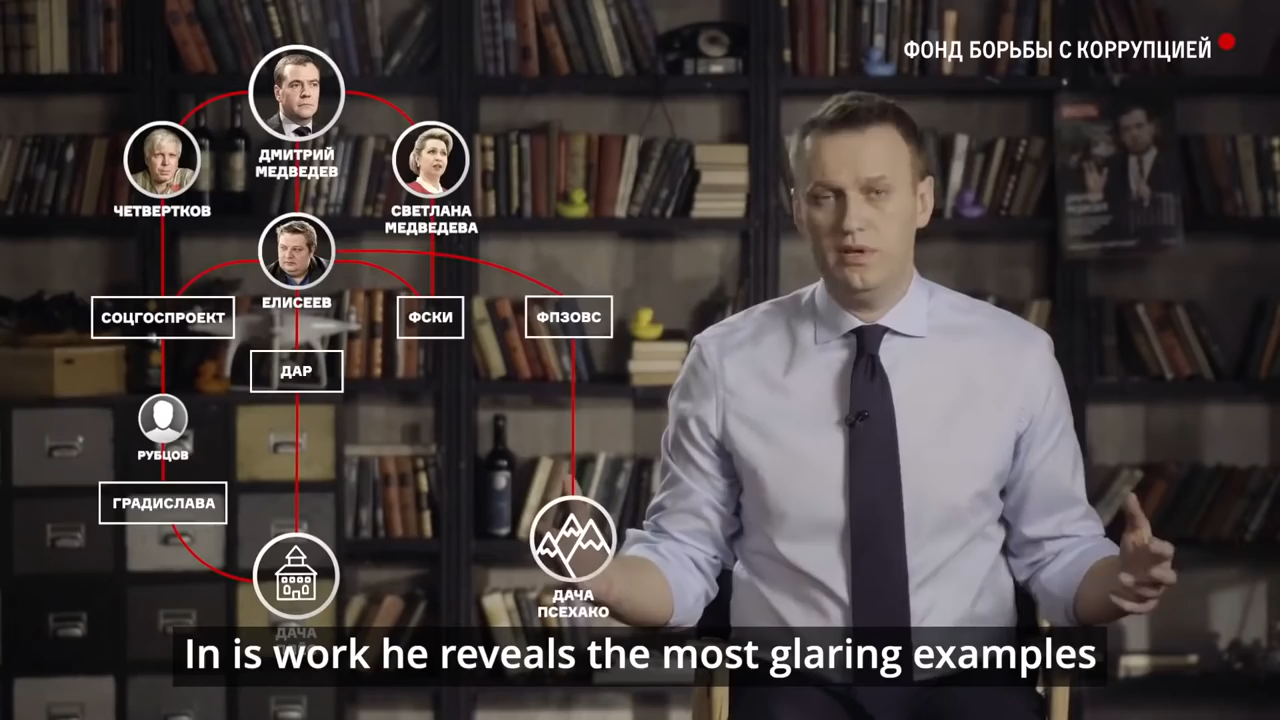 ФОНД БОРЬБЫ С КОРРУПЦИЕЙ
ДМИТРИЙ
МЕДВЕДЕВ
ЧЕТВЕРТКОВ
СВЕТЛАНА
МЕДВЕДЕВА
ЕЛИСЕЕВ
СОЦГОСПРОЕКТ
ФСКИ
ФПЗОВС
ДАР
РУБЦОВ
ГРАДИСЛАВА
ДАЧА
ПСЕХАКО
ДАЧА
In is work he reveals the most glaring examples